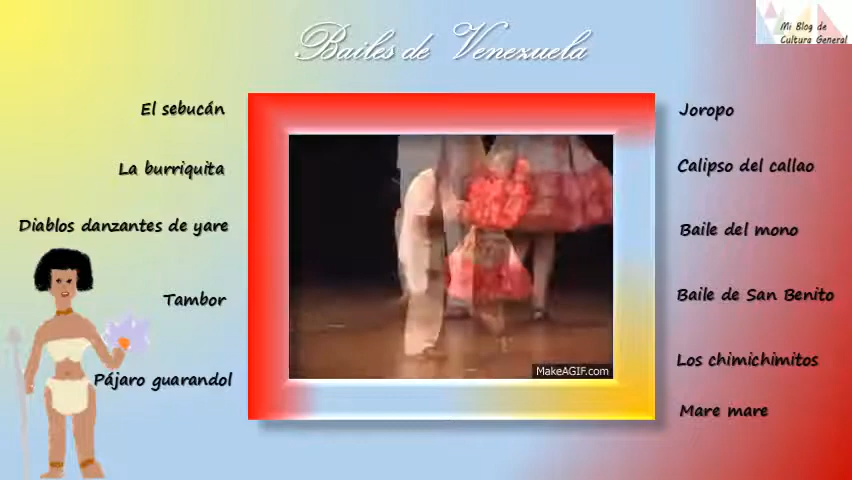 Bailes de Venezuela
Mi Blog de
Cultura General
El sebucán
La burriquita
Diablos danzantes de yare
Tambor
Pájaro guarandol
Joropo
Calipso del callao
Baile del mono
Baile de San Benito
Los chimichimitos
Mare mare
MakeAGIF.com